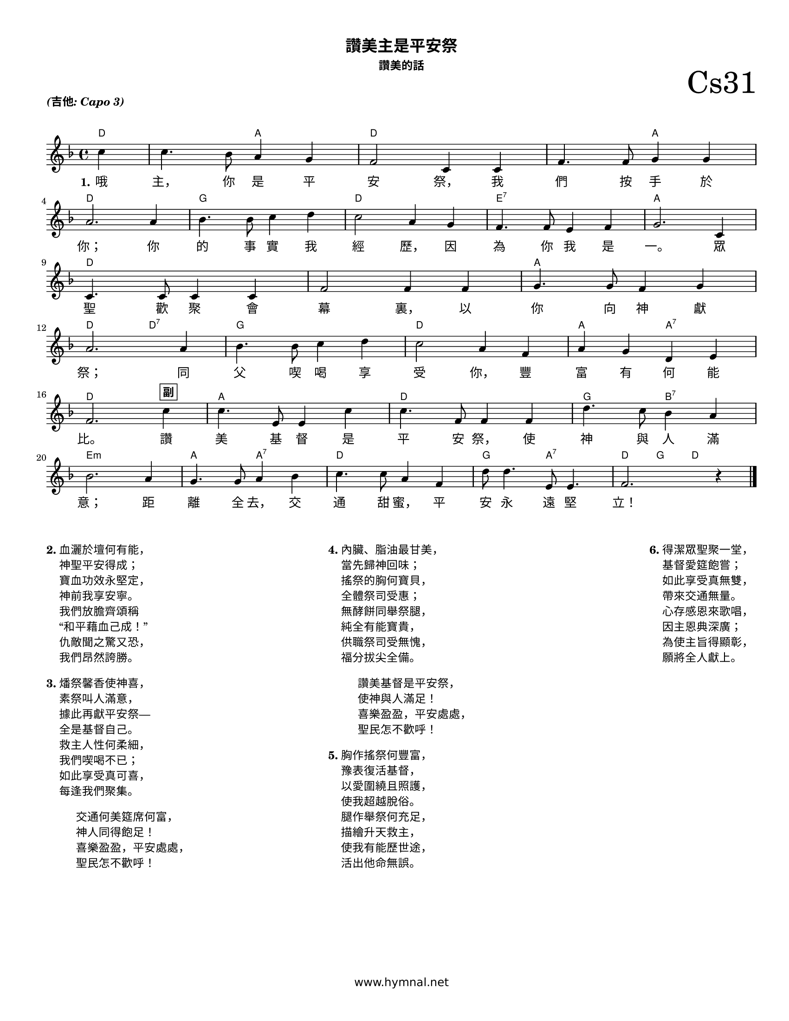 讚美主是平安祭
讚美的話
Cs31
(吉他: Capo 3)
D A D A
1. 哦 主， 你 是 平 安 祭， 我 們 按 手 於
4 D G D E7 A
你； 你 的 事 實 我 經 歷， 因 為 你 我 是 一。 眾
9 D A
聖 歡 聚 會 幕 裏， 以 你 向 神 獻
12 D D7 G D A A7
祭； 同 父 喫 喝 享 受 你， 豐 富 有 何 能
16 D 副 A D G B7
比。 讚 美 基 督 是 平 安 祭， 使 神 與 人 滿
20 Em A A7 D G A7 D G D
意； 距 離 全 去， 交 通 甜 蜜， 平 安 永 遠 堅 立！
2. 血灑於壇何有能，
神聖平安得成；
寶血功效永堅定，
神前我享安寧。
我們放膽齊頌稱
“和平藉血己成！”
仇敵聞之驚又恐，
我們昂然誇勝。
3. 燔祭馨香使神喜，
素祭叫人滿意，
據此再獻平安祭—
全是基督自己。
救主人性何柔細，
我們喫喝不已；
如此享受真可喜，
每逢我們聚集。
交通何美筵席何富，
神人同得飽足！
喜樂盈盈，平安處處，
聖民怎不歡呼！
4. 內臟、脂油最甘美，
當先歸神回味；
搖祭的胸何寶貝，
全體祭司受惠；
無酵餅同舉祭腿，
純全有能寶貴，
供職祭司受無愧，
福分拔尖全備。
讚美基督是平安祭，
使神與人滿足！
喜樂盈盈，平安處處，
聖民怎不歡呼！
5. 胸作搖祭何豐富，
豫表復活基督，
以愛圍繞且照護，
使我超越脫俗。
腿作舉祭何充足，
描繪升天救主，
使我有能歷世途，
活出他命無誤。
6. 得潔眾聖聚一堂，
基督愛筵飽嘗；
如此享受真無雙，
帶來交通無量。
心存感恩來歌唱，
因主恩典深廣；
為使主旨得顯彰，
願將全人獻上。
www.hymnal.net